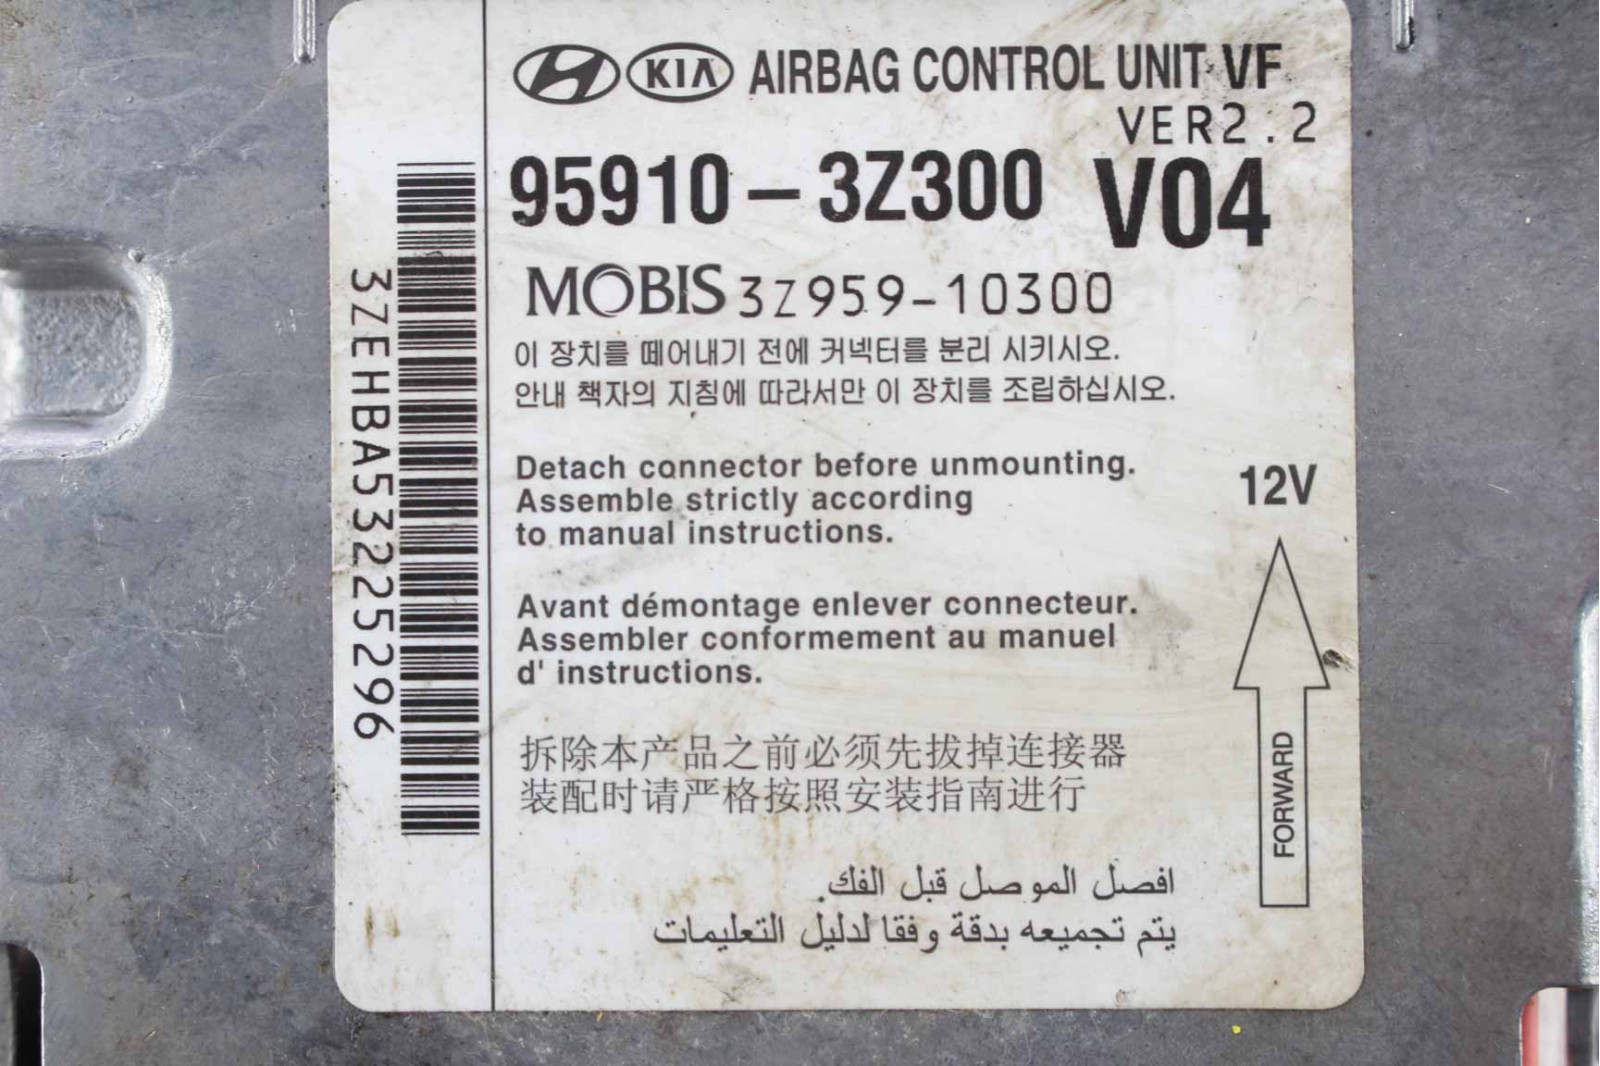 KIA AIRBAG CONTROL UNIT VF
VER2.2
95910-3Z300 V04
MOBIS 3Z959-10300
이 장치를 떼어내기 전에 커넥터를 분리 시키시오.
안내 책자의 지침에 따라서만 이 장치를 조립하십시오.
Detach connector before unmounting.
Assemble strictly according
to manual instructions.
12V
Avant démontage enlever connecteur.
Assembler conformement au manuel
d' instructions.
拆除本产品之前必须先拔掉连接器
装配时请严格按照安装指南进行
افصل الموصل قبل الفك.
يتم تجميعه بدقة وفقا لدليل التعليمات
FORWARD
3ZEHBA53225296